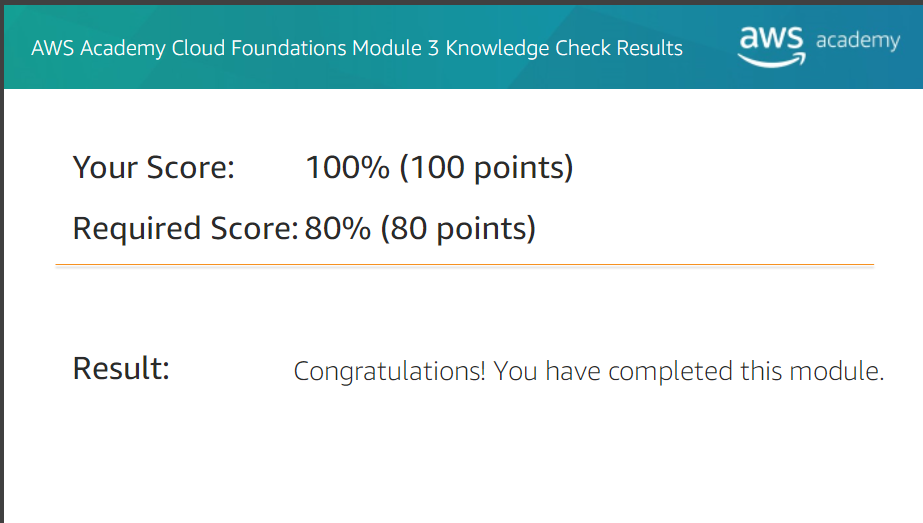 AWS Academy Cloud Foundations Module 3 Knowledge Check Results
aws academy
Your Score: 100% (100 points)
Required Score: 80% (80 points)
Result: Congratulations! You have completed this module.